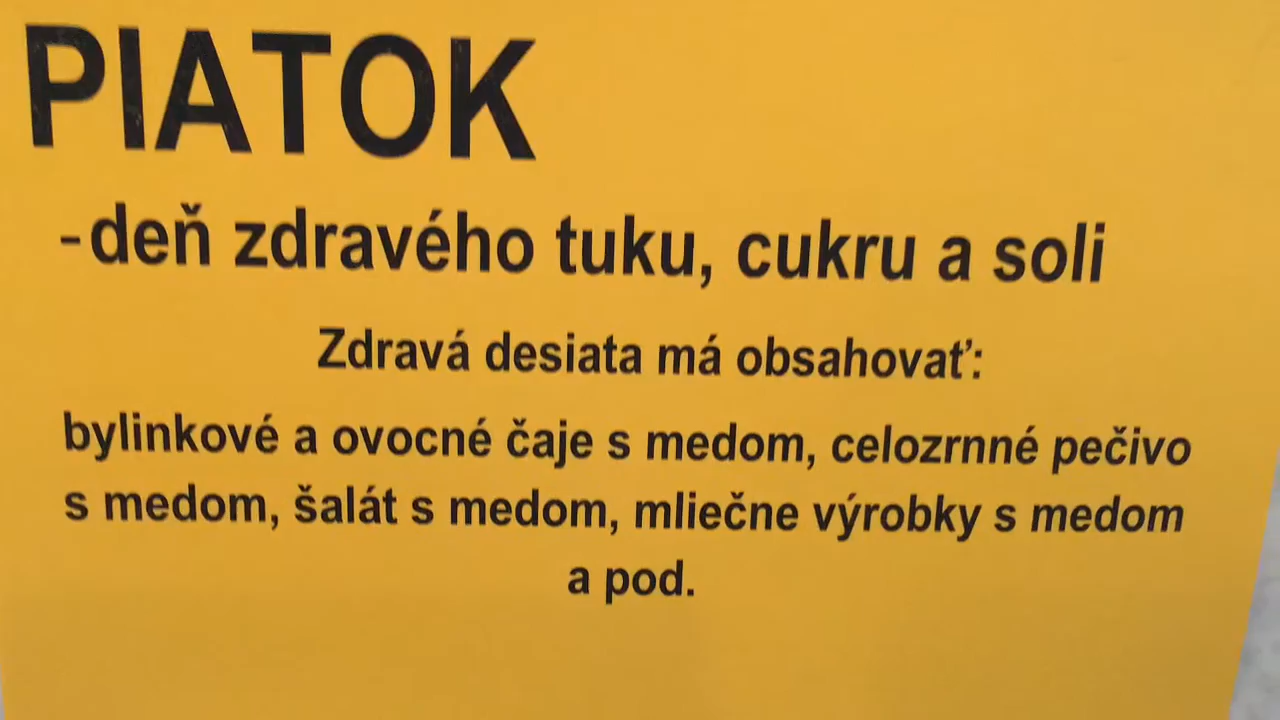 PIATOK
-deň zdravého tuku, cukru a soli
Zdravá desiata má obsahovať:
bylinkové a ovocné čaje s medom, celozrnné pečivo
s medom, šalát s medom, mliečne výrobky s medom
a pod.